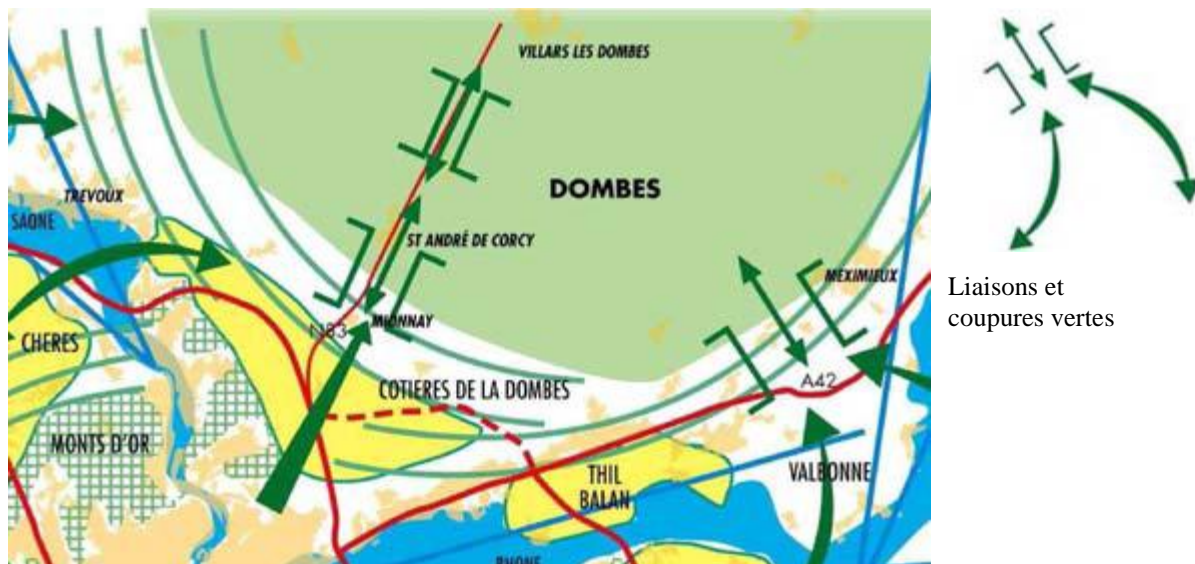 VILLARS LES DOMBES
DOMBES
TREVOUX
SAONE
ST ANDRÉ DE CORCY
MEXIMIEUX
Liaisons et
coupures vertes
N83
MIONNAY
CHERES
A42
COTIERES DE LA DOMBES
MONTS D'OR
THIL
BALAN
VALBONNE
RHONE